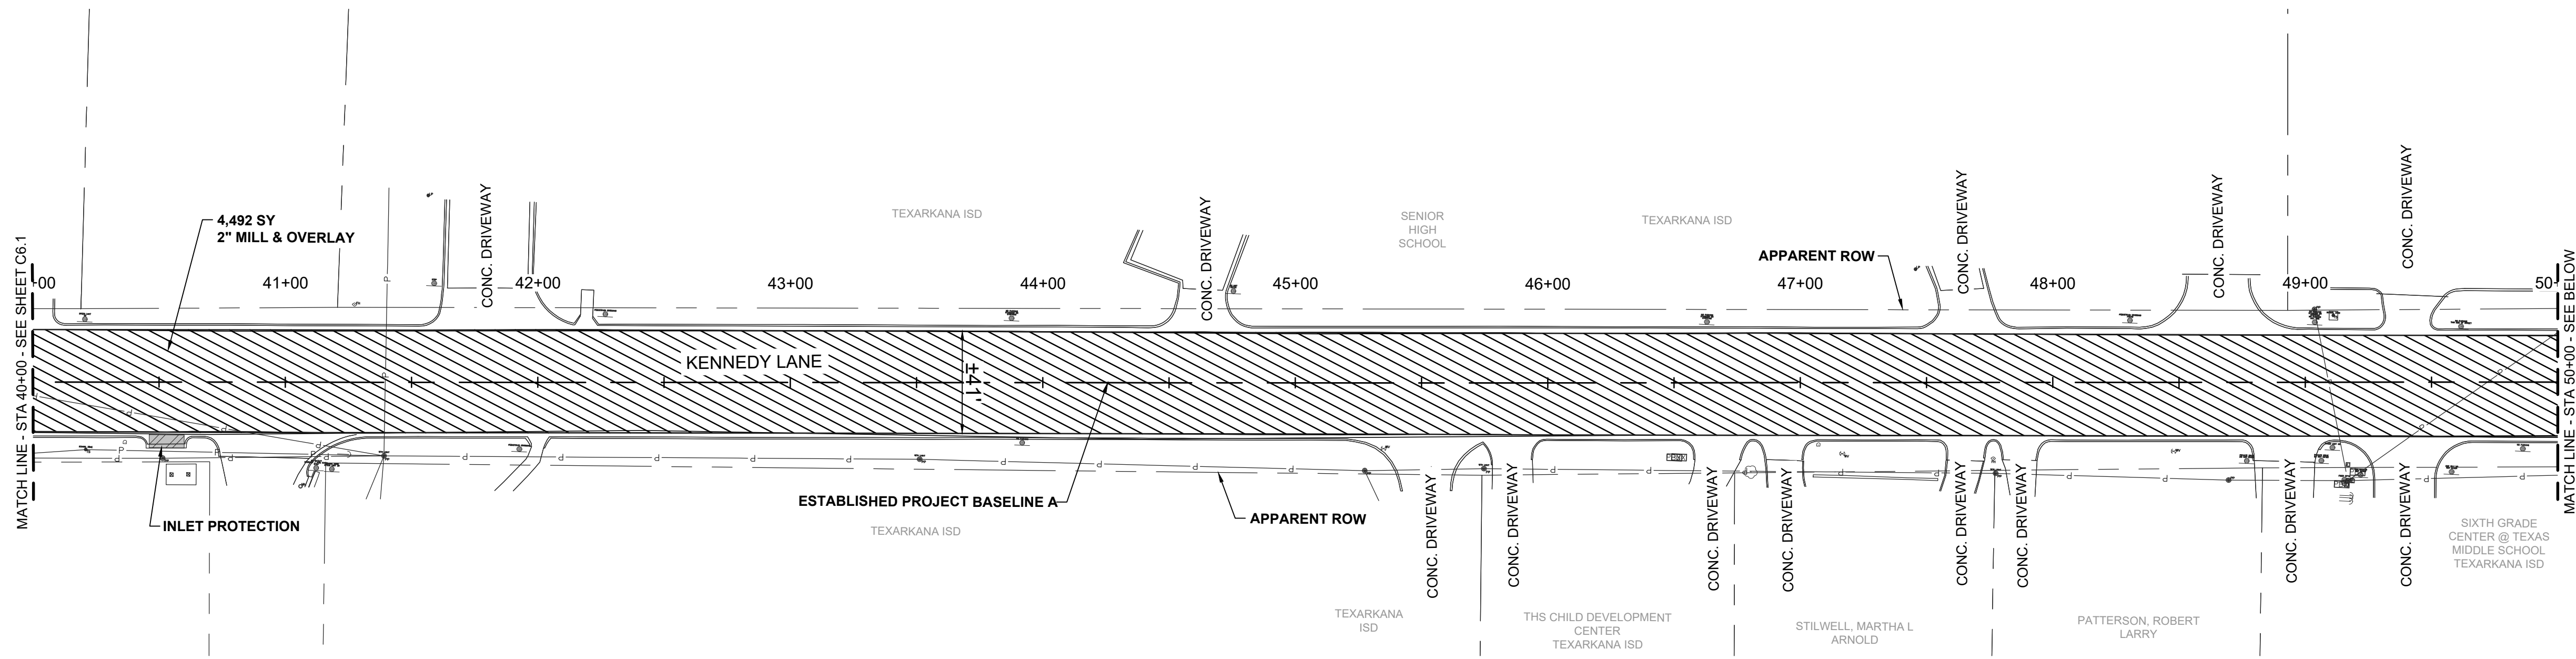 4,492 SY
2" MILL & OVERLAY
CONC. DRIVEWAY
TEXARKANA ISD
CONC. DRIVEWAY
SENIOR
HIGH
SCHOOL
TEXARKANA ISD
APPARENT ROW
CONC. DRIVEWAY
CONC. DRIVEWAY
CONC. DRIVEWAY
MATCH LINE - STA 40+00 - SEE SHEET C6.1
+00
41+00
42+00
43+00
44+00
45+00
46+00
47+00
48+00
49+00
50+
MATCH LINE - STA 50+00 - SEE BELOW
KENNEDY LANE
±41'
P
P
P
P
INLET PROTECTION
ESTABLISHED PROJECT BASELINE A
TEXARKANA ISD
APPARENT ROW
CONC. DRIVEWAY
CONC. DRIVEWAY
CONC. DRIVEWAY
CONC. DRIVEWAY
CONC. DRIVEWAY
CONC. DRIVEWAY
CONC. DRIVEWAY
CONC. DRIVEWAY
SIXTH GRADE
CENTER @ TEXAS
MIDDLE SCHOOL
TEXARKANA ISD
TEXARKANA
ISD
THS CHILD DEVELOPMENT
CENTER
TEXARKANA ISD
STILWELL, MARTHA L
ARNOLD
PATTERSON, ROBERT
LARRY